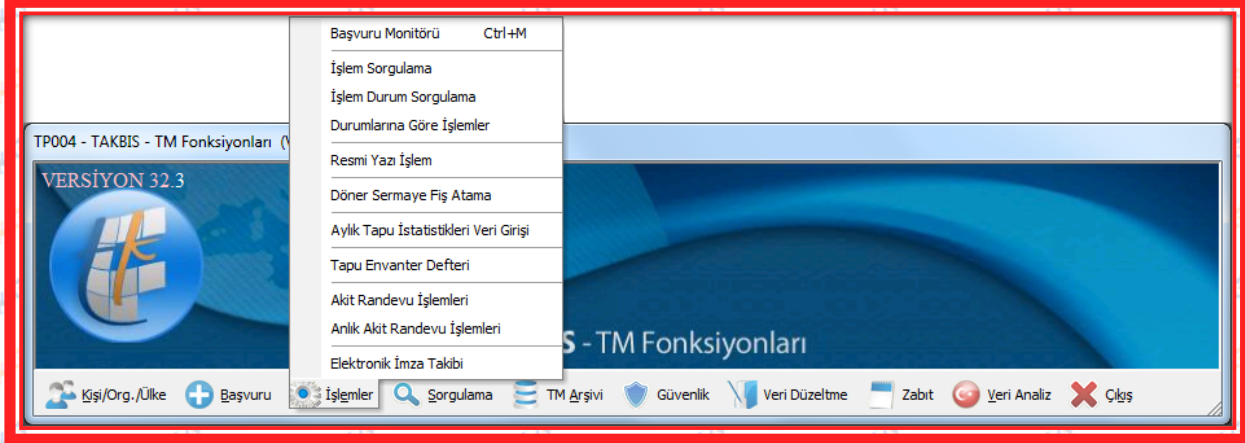 Başvuru Monitörü Ctrl+M
İşlem Sorgulama
İşlem Durum Sorgulama
Durumlarına Göre İşlemler
Resmi Yazı İşlem
Döner Sermaye Fiş Atama
Aylık Tapu İstatistikleri Veri Girişi
Tapu Envanter Defteri
Akit Randevu İşlemleri
Anlık Akit Randevu İşlemleri
Elektronik İmza Takibi
TP004 - TAKBIS - TM Fonksiyonları
VERSİYON 32.3
S - TM Fonksiyonları
Kişi/Org./Ülke Başvuru İşlemler Sorgulama TM Arşivi Güvenlik Veri Düzeltme Zabıt Veri Analiz Çıkış